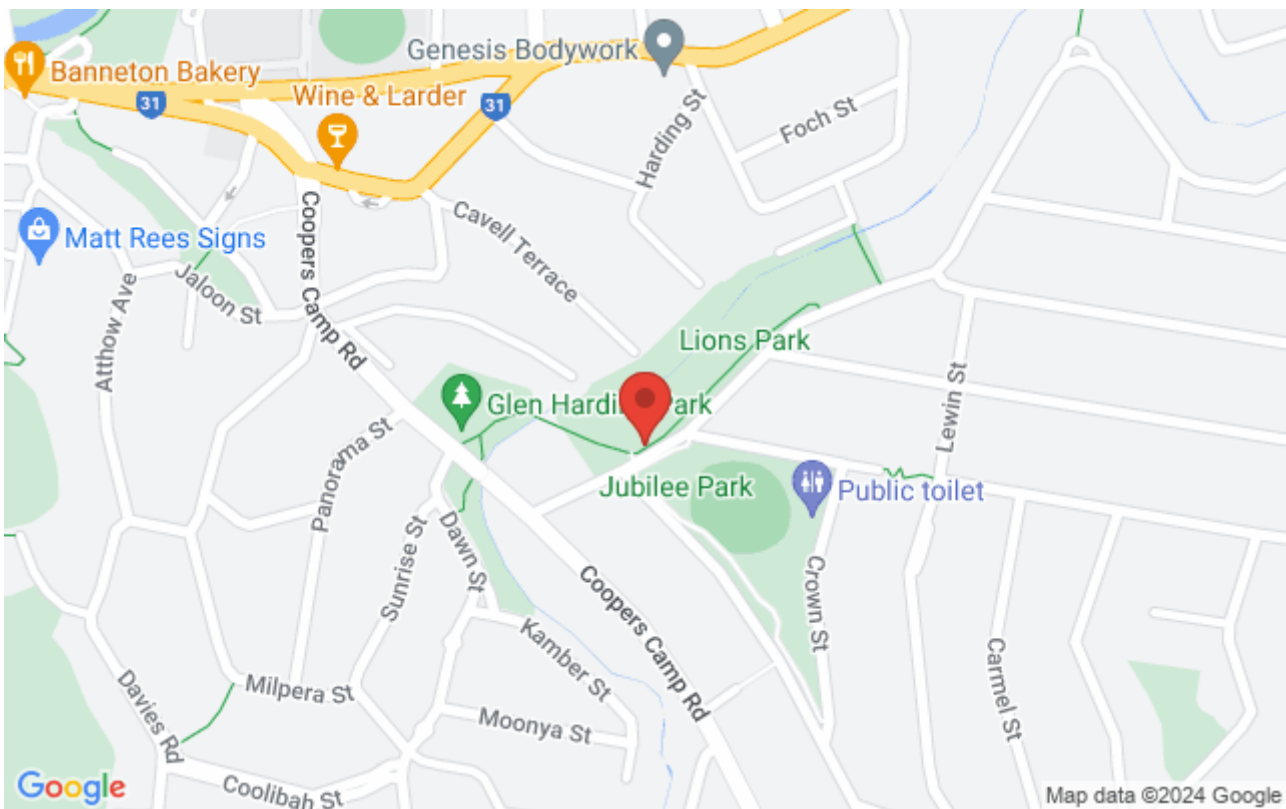 Genesis Bodywork
Banneton Bakery
31
Wine & Larder
31
Harding St
Foch St
Coopers Camp Rd
Cavell Terrace
Matt Rees Signs
Jaloon St
Atthow Ave
Lions Park
Lewin St
Glen Hardi Park
Panorama St
Jubilee Park
Public toilet
Sunrise St
Dawn St
Crown St
Coopers Camp Rd
Kamber St
Carmel St
Milpera St
Davies Rd
Moonya St
Coolibah St
Google
Map data ©2024 Google